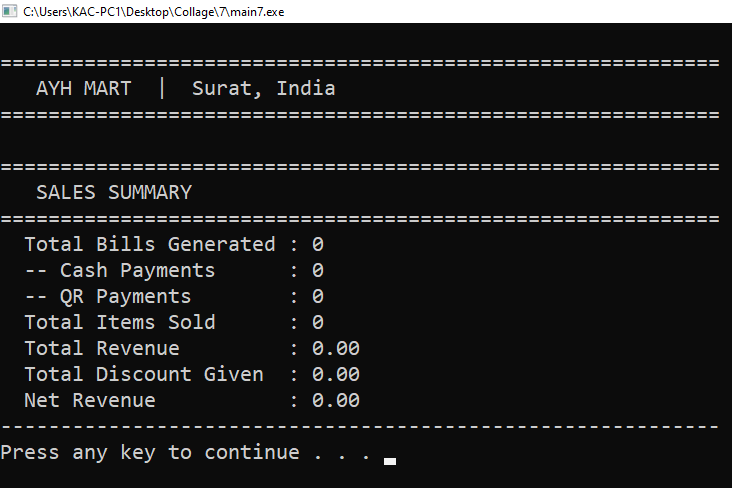 C:\Users\KAC-PC1\Desktop\Collage\7\main7.exe
==============================================================
AYH MART | Surat, India
==============================================================
==============================================================
SALES SUMMARY
==============================================================
Total Bills Generated : 0
-- Cash Payments : 0
-- QR Payments : 0
Total Items Sold : 0
Total Revenue : 0.00
Total Discount Given : 0.00
Net Revenue : 0.00
------------------------------------------------------------
Press any key to continue . . .